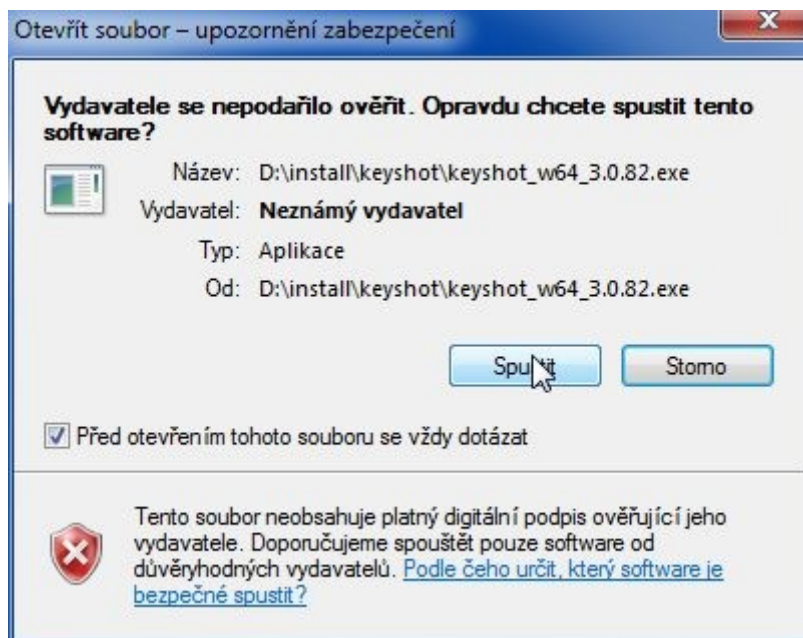 Otevřít soubor – upozornění zabezpečení
Vydavatele se nepodařilo ověřit. Opravdu chcete spustit tento
software?
Název: D:\install\keyshot\keyshot_w64_3.0.82.exe
Vydavatel: Neznámý vydavatel
Typ: Aplikace
Od: D:\install\keyshot\keyshot_w64_3.0.82.exe
Spustit Storno
Před otevřením tohoto souboru se vždy dotázat
Tento soubor neobsahuje platný digitální podpis ověřující jeho
vydavatele. Doporučujeme spouštět pouze software od
důvěryhodných vydavatelů. Podle čeho určit, který software je
bezpečné spustit?